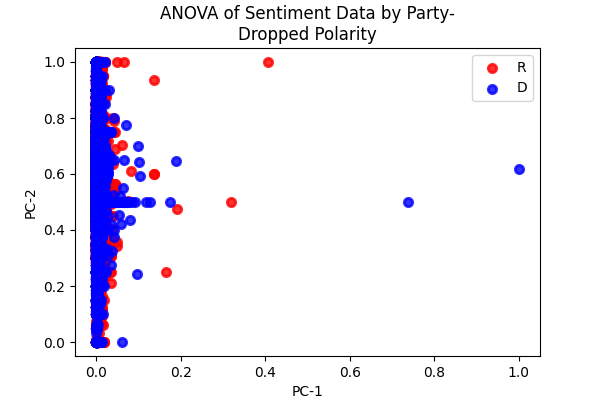 ANOVA of Sentiment Data by Party-
Dropped Polarity
R
D
PC-2
1.0
0.8
0.6
0.4
0.2
0.0
0.0 0.2 0.4 0.6 0.8 1.0
PC-1